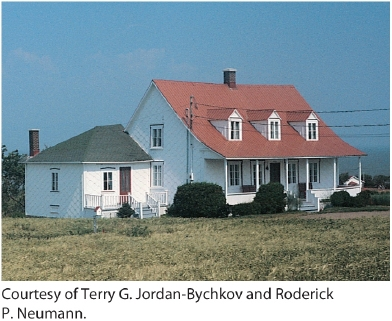 Courtesy of Terry G. Jordan-Bychkov and Roderick
P. Neumann.